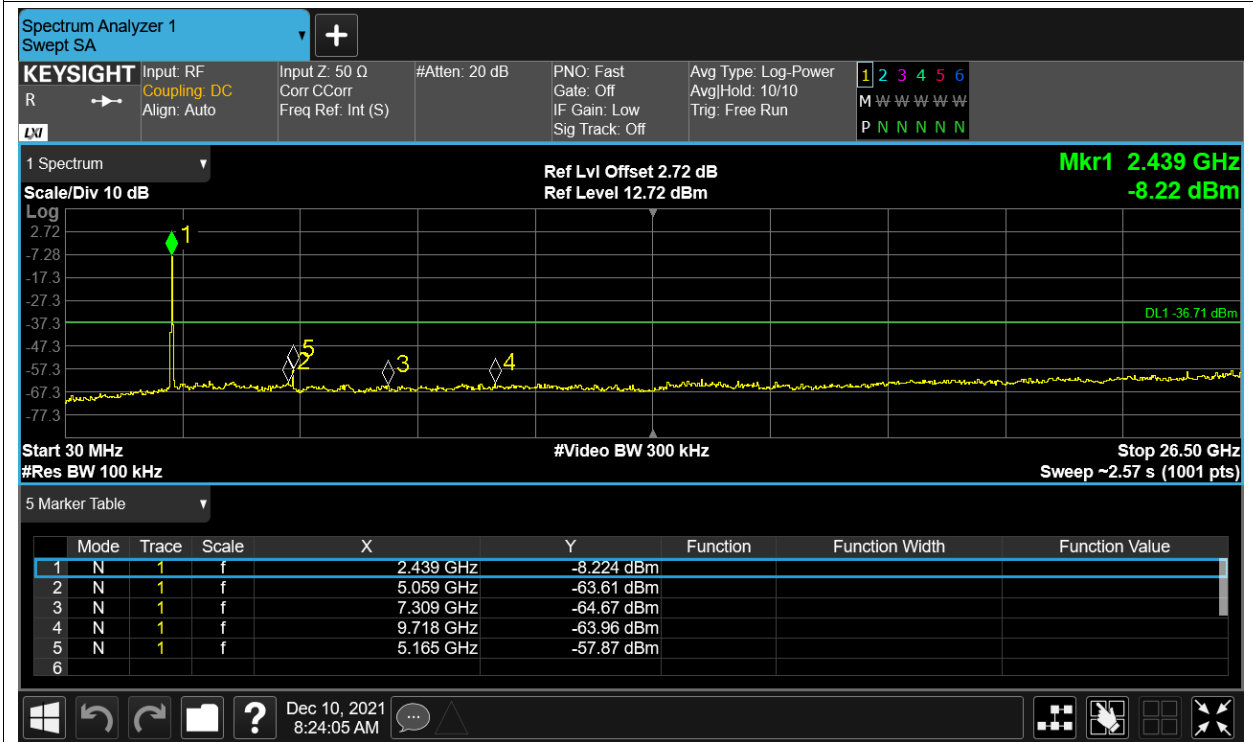 Spectrum Analyzer 1
Swept SA
KEYSIGHT Input: RF Input Z: 50 Ω #Atten: 20 dB PNO: Fast Avg Type: Log-Power 1 2 3 4 5 6
R Coupling: DC Corr CCorr Gate: Off Avg|Hold: 10/10 M W W W W W
Align: Auto Freq Ref: Int (S) IF Gain: Low Trig: Free Run
LXI Sig Track: Off P N N N N N
1 Spectrum Ref Lvl Offset 2.72 dB Mkr1 2.439 GHz
Scale/Div 10 dB Ref Level 12.72 dBm -8.22 dBm
Log
2.72
1
-7.28
-17.3
-27.3
DL1 -36.71 dBm
-37.3
-47.3
5
2 3 4
-57.3
-67.3
-77.3
Start 30 MHz #Video BW 300 kHz Stop 26.50 GHz
#Res BW 100 kHz Sweep ~2.57 s (1001 pts)
5 Marker Table
Mode Trace Scale X Y Function Function Width Function Value
1 N 1 f 2.439 GHz -8.224 dBm
2 N 1 f 5.059 GHz -63.61 dBm
3 N 1 f 7.309 GHz -64.67 dBm
4 N 1 f 9.718 GHz -63.96 dBm
5 N 1 f 5.165 GHz -57.87 dBm
6
? Dec 10, 2021
8:24:05 AM